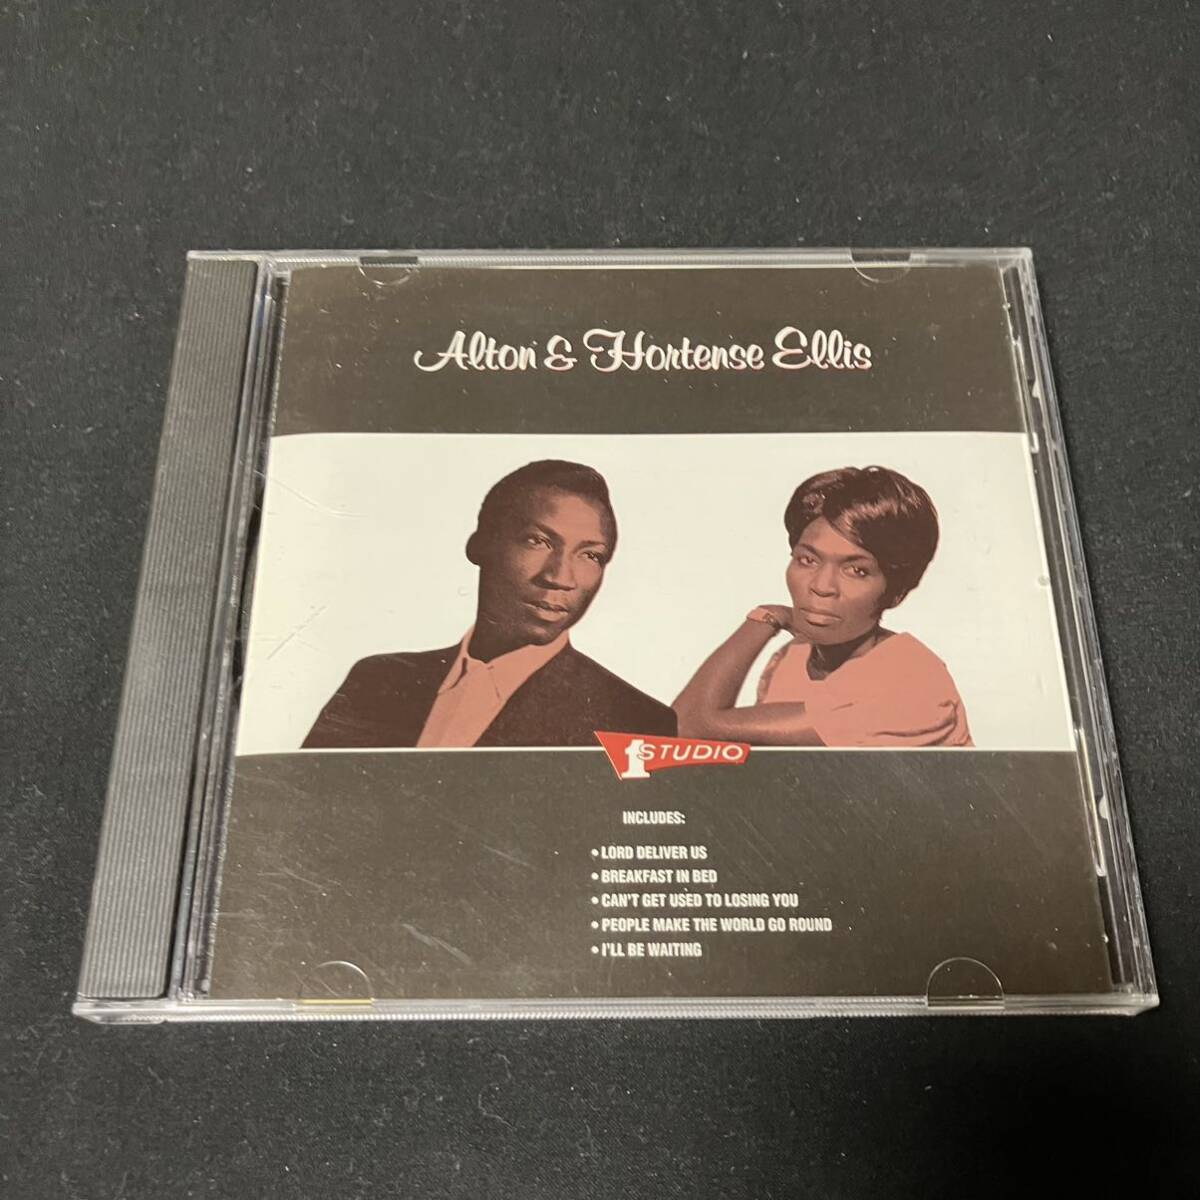 Alton & Hortense Ellis
1 STUDIO
INCLUDES:
• LORD DELIVER US
• BREAKFAST IN BED
• CAN'T GET USED TO LOSING YOU
• PEOPLE MAKE THE WORLD GO ROUND
• I'LL BE WAITING